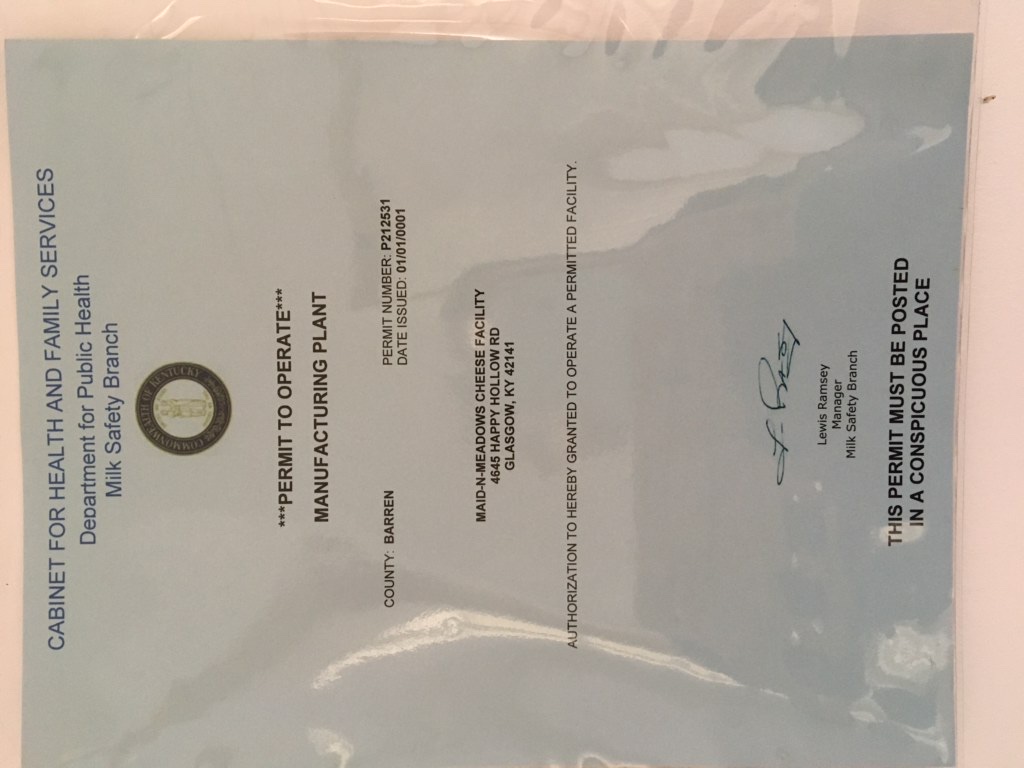 CABINET FOR HEALTH AND FAMILY SERVICES
Department for Public Health
Milk Safety Branch
COMMONWEALTH OF KENTUCKY
***PERMIT TO OPERATE***
MANUFACTURING PLANT
COUNTY: BARREN
PERMIT NUMBER: P212531
DATE ISSUED: 01/01/0001
MAID-N-MEADOWS CHEESE FACILITY
4645 HAPPY HOLLOW RD
GLASGOW, KY 42141
AUTHORIZATION TO HEREBY GRANTED TO OPERATE A PERMITTED FACILITY.
Lewis Ramsey
Manager
Milk Safety Branch
THIS PERMIT MUST BE POSTED
IN A CONSPICUOUS PLACE